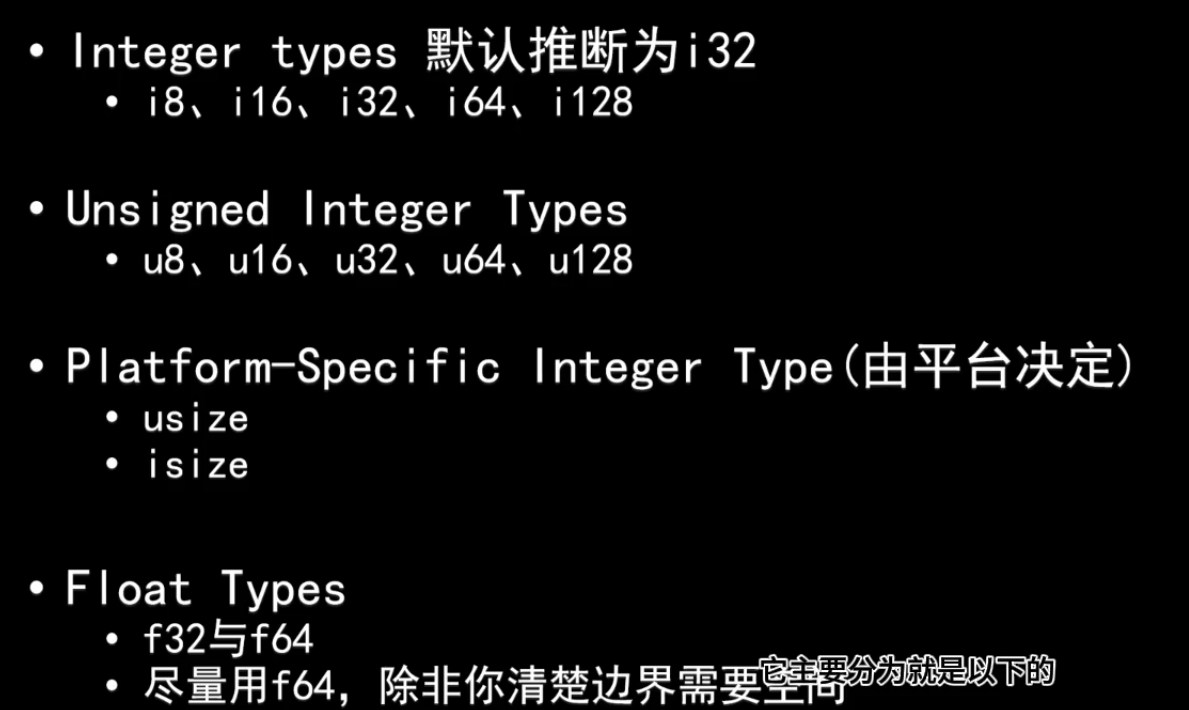 • Integer types 默认推断为i32
• i8、i16、i32、i64、i128
• Unsigned Integer Types
• u8、u16、u32、u64、u128
• Platform-Specific Integer Type(由平台决定)
• usize
• isize
• Float Types
• f32与f64
• 尽量用f64，除非你清楚边界需要空间
它主要分为就是以下的